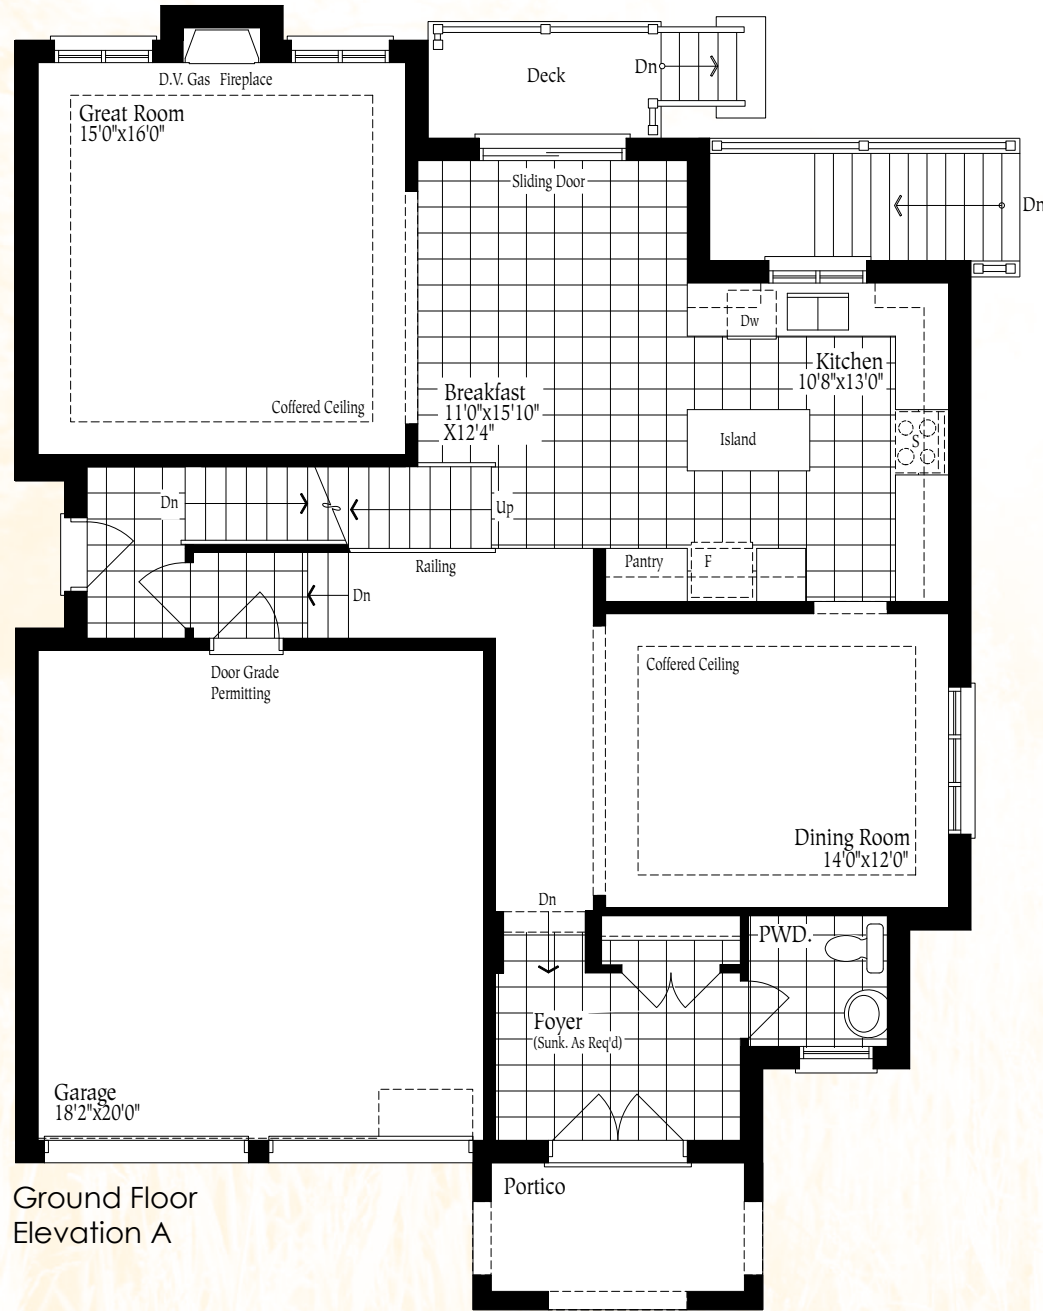 Deck
Dn
D.V. Gas Fireplace
Great Room
15'0"x16'0"
Sliding Door
Dn
Dw
Kitchen
10'8"x13'0"
Coffered Ceiling
Breakfast
11'0"x15'10"
X12'4"
Island
S
Dn
Up
Railing
Pantry
F
Dn
Door Grade
Permitting
Coffered Ceiling
Dining Room
14'0"x12'0"
Dn
PWD.
Foyer
(Sunk. As Req'd)
Garage
18'2"x20'0"
Portico
Ground Floor
Elevation A